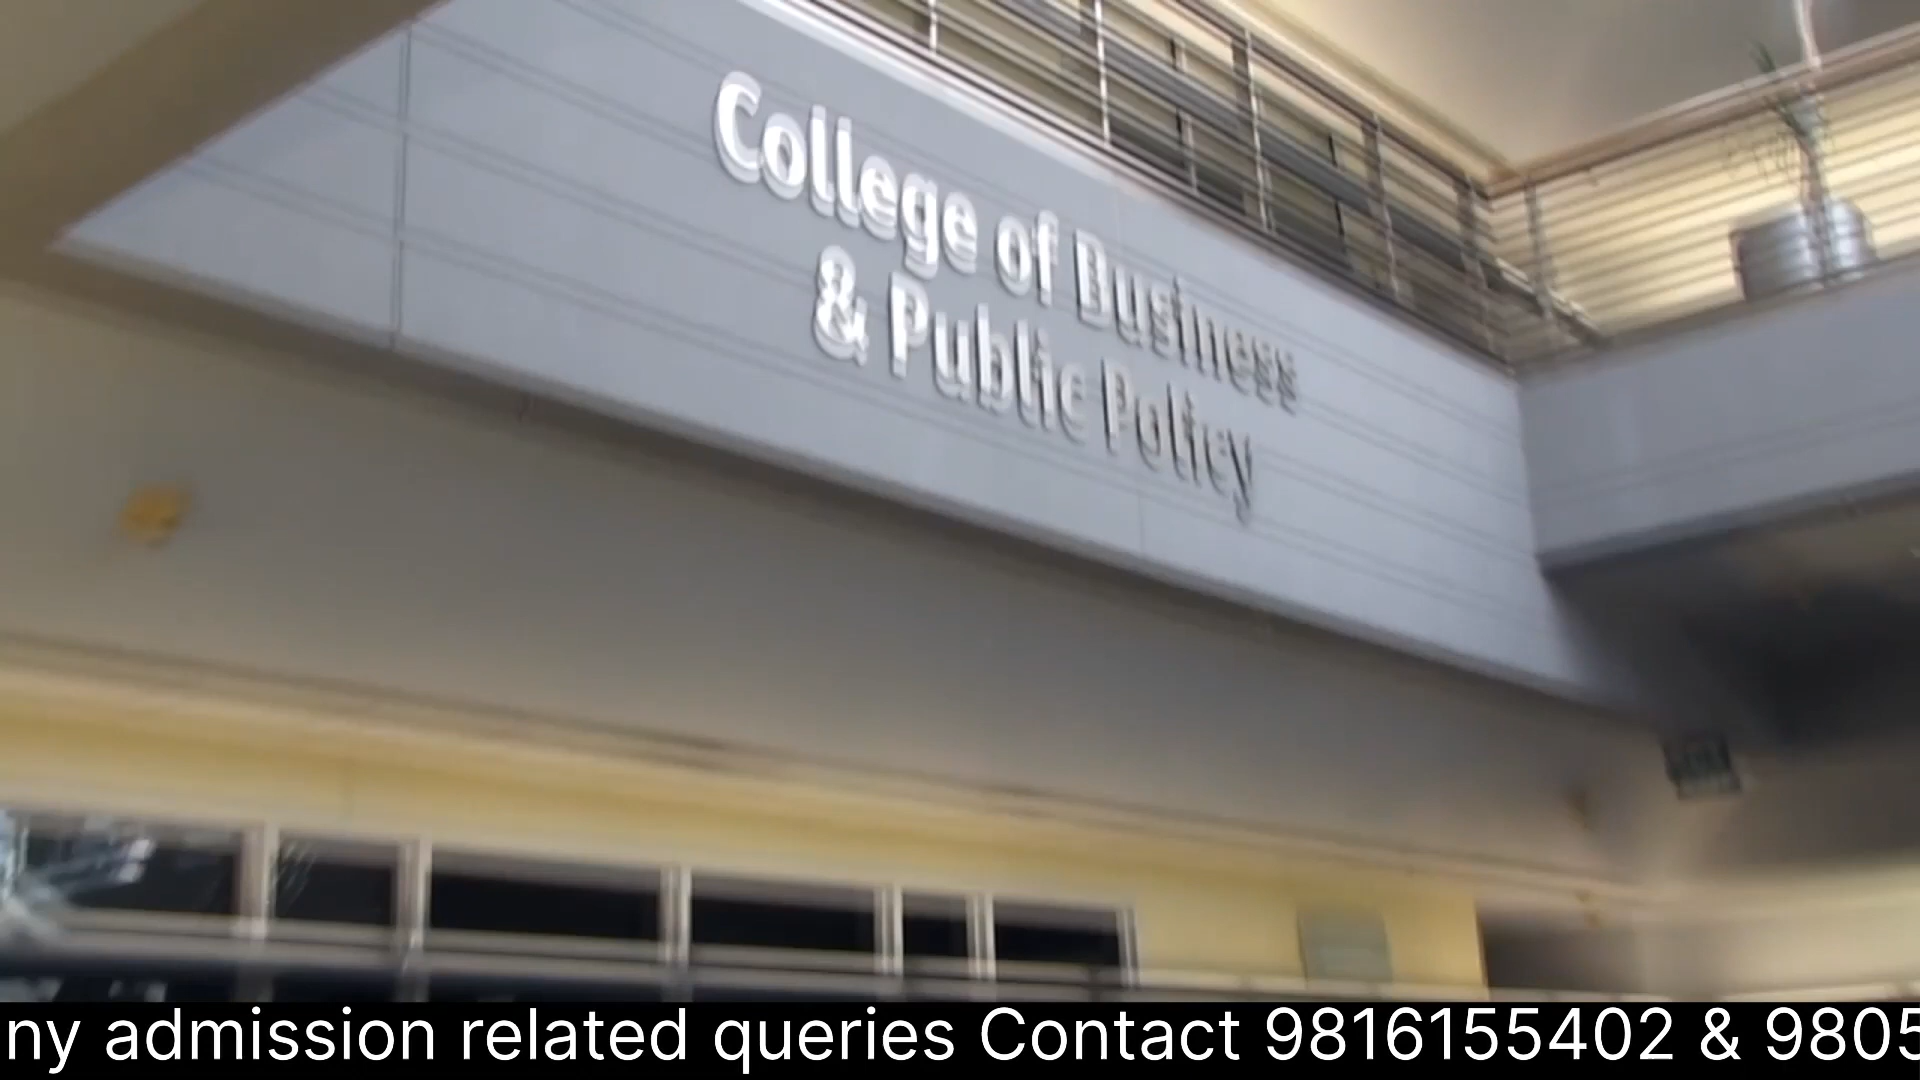 College of Business
& Public Policy
ny admission related queries Contact 9816155402 & 9805